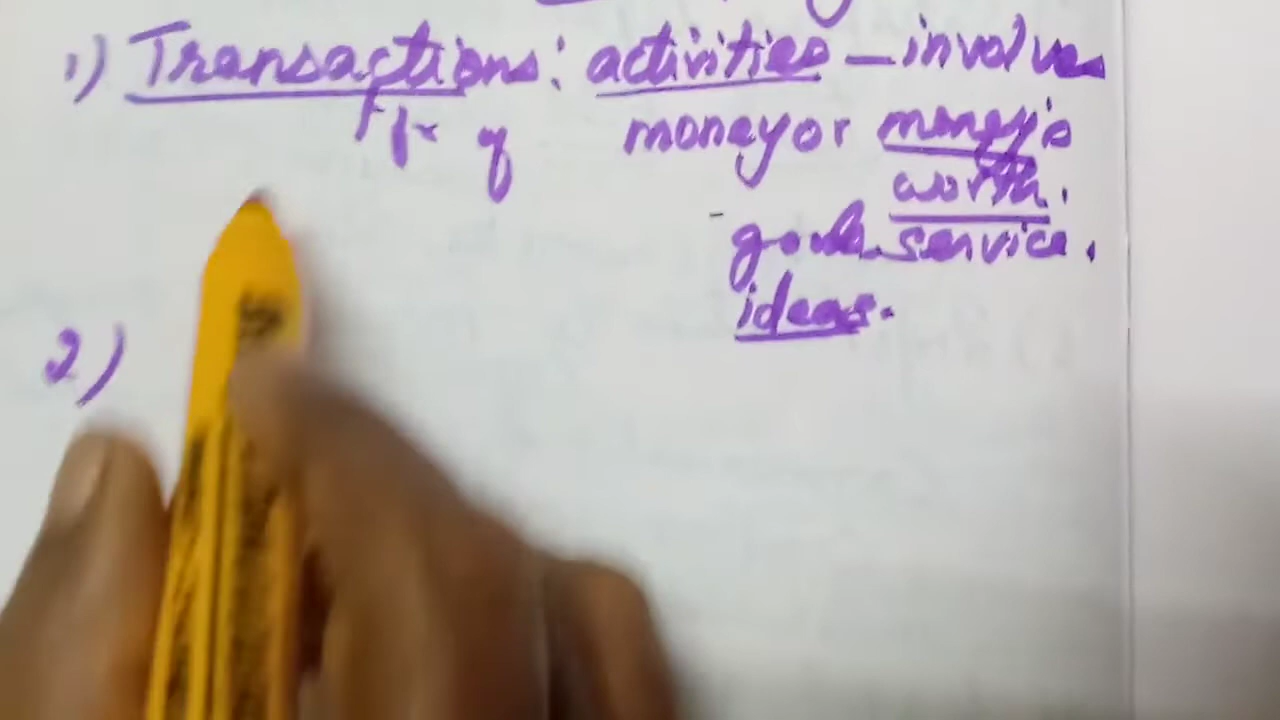 1) Transactions: activities – involves
money or money's
worth.
- goods service.
ideas.
2)